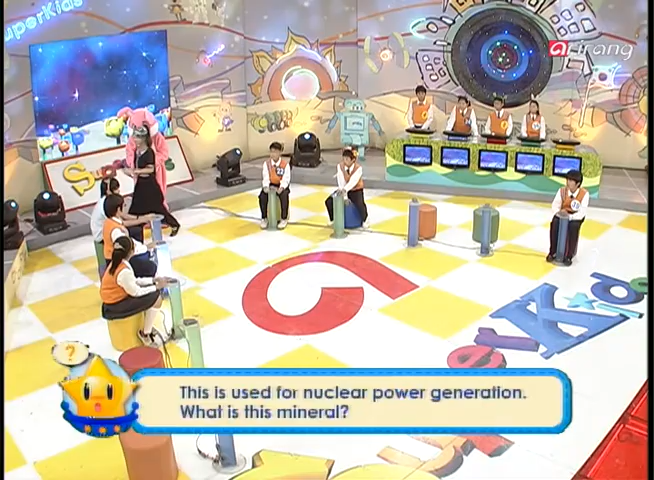 SuperKids
arirang
This is used for nuclear power generation.
What is this mineral?